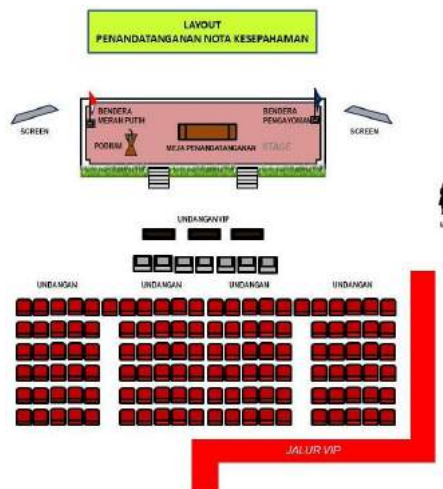 LAYOUT
PENANDATANGANAN NOTA KESEPAHAMAN
BENDERA
MERAH PUTIH
BENDERA
PENGAYOMAN
SCREEN
SCREEN
PODIUM
MEJA PENANDATANGANAN
STAGE
UNDANGAN VIP
UNDANGAN
UNDANGAN
UNDANGAN
UNDANGAN
JALUR VIP